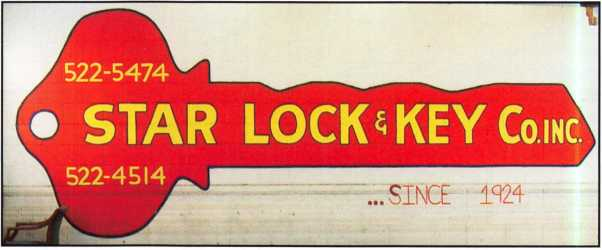 522-5474
STAR LOCK & KEY Co. INC.
522-4514
...SINCE 1924